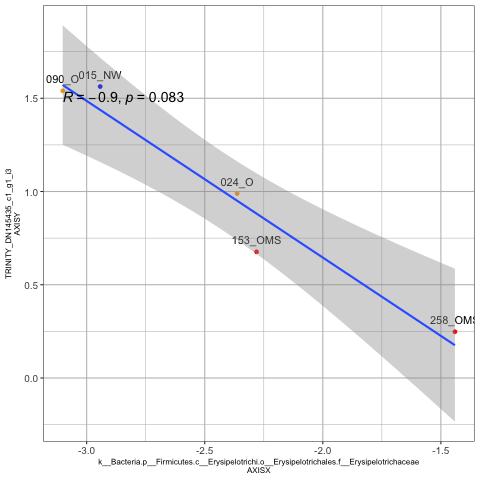 090_O
015_NW
R = −0.9, p = 0.083
024_O
153_OMS
258_OMS
1.5
1.0
0.5
0.0
TRINITY_DN145435_c1_g1_i3
AXISY
-3.0
-2.5
-2.0
-1.5
k__Bacteria.p__Firmicutes.c__Erysipelotrichi.o__Erysipelotrichales.f__Erysipelotrichaceae
AXISX